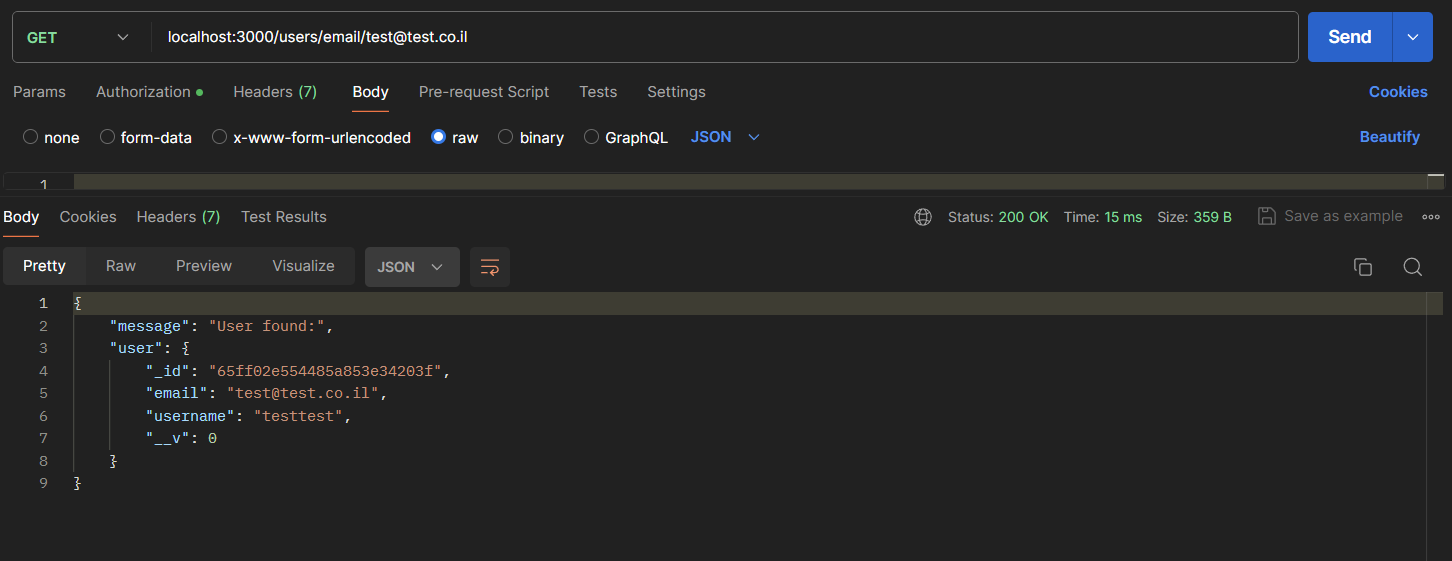 GET localhost:3000/users/email/test@test.co.il Send
Params Authorization Headers (7) Body Pre-request Script Tests Settings Cookies
none form-data x-www-form-urlencoded raw binary GraphQL JSON Beautify
1
Body Cookies Headers (7) Test Results Status: 200 OK Time: 15 ms Size: 359 B Save as example
Pretty Raw Preview Visualize JSON
1 {
2     "message": "User found:",
3     "user": {
4         "_id": "65ff02e554485a853e34203f",
5         "email": "test@test.co.il",
6         "username": "testtest",
7         "__v": 0
8     }
9 }